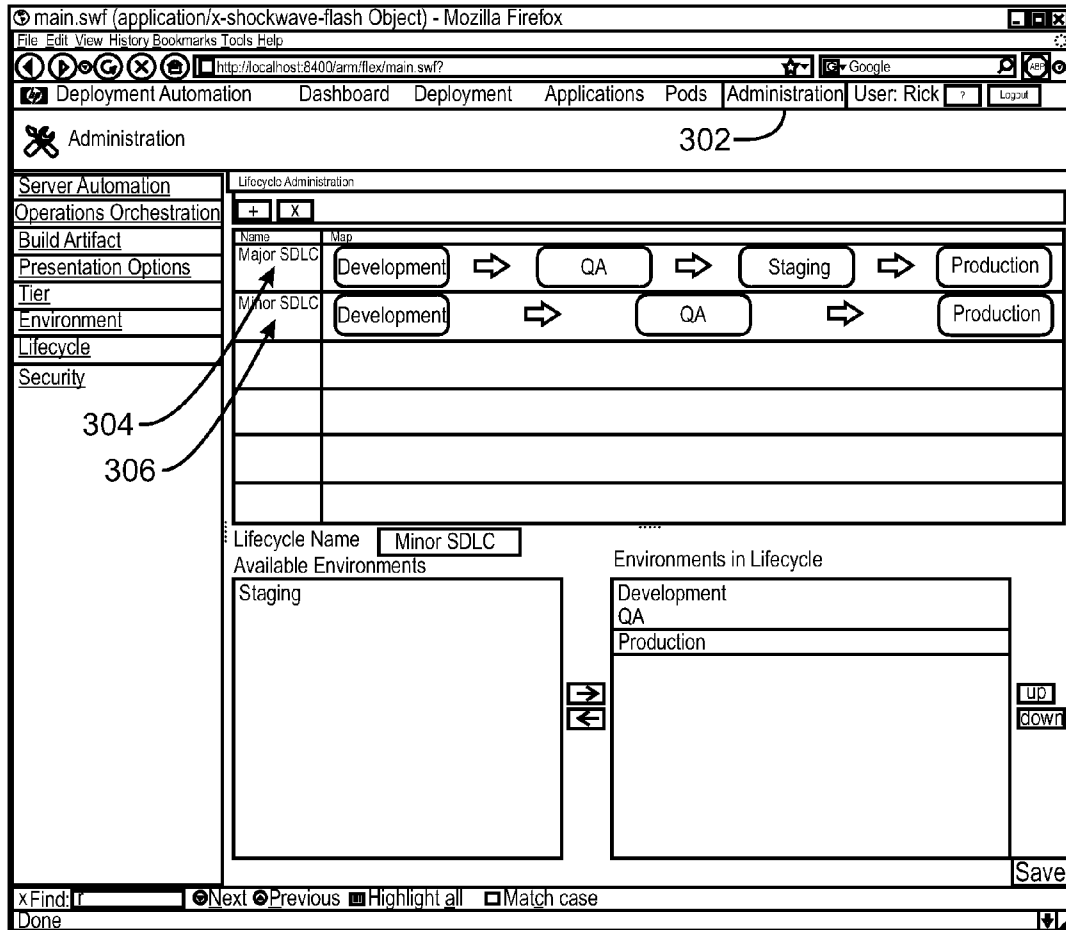 main.swf (application/x-shockwave-flash Object) - Mozilla Firefox
File Edit View History Bookmarks Tools Help
http://localhost:8400/arm/flex/main.swf? G Google ABP
hp Deployment Automation Dashboard Deployment Applications Pods Administration User: Rick ? Logout
302
Administration
Server Automation
Operations Orchestration
Build Artifact
Presentation Options
Tier
Environment
Lifecycle
Security
304
306
Lifecycle Administration
+ X
Name Map
Major SDLC Development QA Staging Production
Minor SDLC Development QA Production
Lifecycle Name Minor SDLC
Available Environments
Staging
Environments in Lifecycle
Development
QA
Production
up
down
Save
x Find: r Next Previous Highlight all Match case
Done